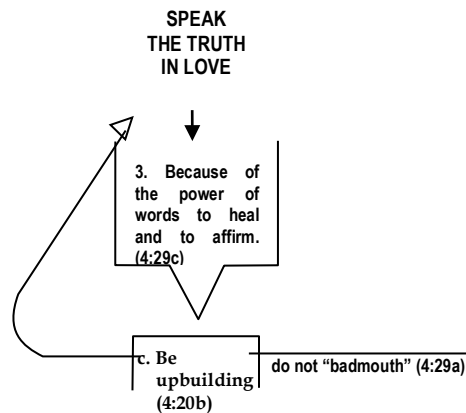 SPEAK
THE TRUTH
IN LOVE
3. Because of
the power of
words to heal
and to affirm.
(4:29c)
c. Be
upbuilding
(4:20b)
do not “badmouth” (4:29a)